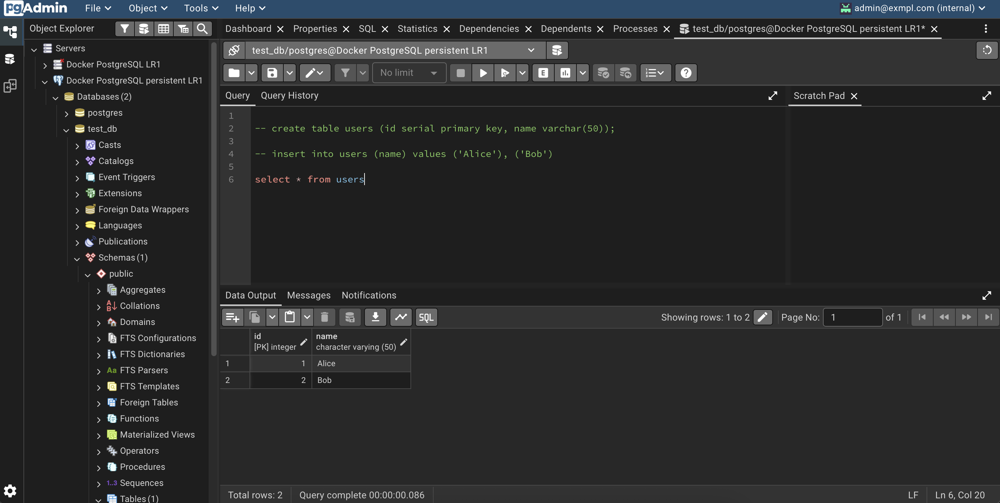 pgAdmin File Object Tools Help admin@exmpl.com (internal)
Object Explorer
Dashboard Properties SQL Statistics Dependencies Dependents Processes test_db/postgres@Docker PostgreSQL persistent LR1*
Servers
Docker PostgreSQL LR1
Docker PostgreSQL persistent LR1
Databases (2)
postgres
test_db
Casts
Catalogs
Event Triggers
Extensions
Foreign Data Wrappers
Languages
Publications
Schemas (1)
public
Aggregates
A
B
Collations
Domains
FTS Configurations
FTS Dictionaries
Aa FTS Parsers
FTS Templates
Foreign Tables
Functions
Materialized Views
Operators
Procedures
1..3 Sequences
Tables (1)
test_db/postgres@Docker PostgreSQL persistent LR1
No limit E
Query Query History
Scratch Pad
1
2 -- create table users (id serial primary key, name varchar(50));
3
4 -- insert into users (name) values ('Alice'), ('Bob')
5
6 select * from users
Data Output Messages Notifications
SQL Showing rows: 1 to 2 Page No: 1 of 1
id name
[PK] integer character varying (50)
1 1 Alice
2 2 Bob
Total rows: 2 Query complete 00:00:00.086 LF Ln 6, Col 20